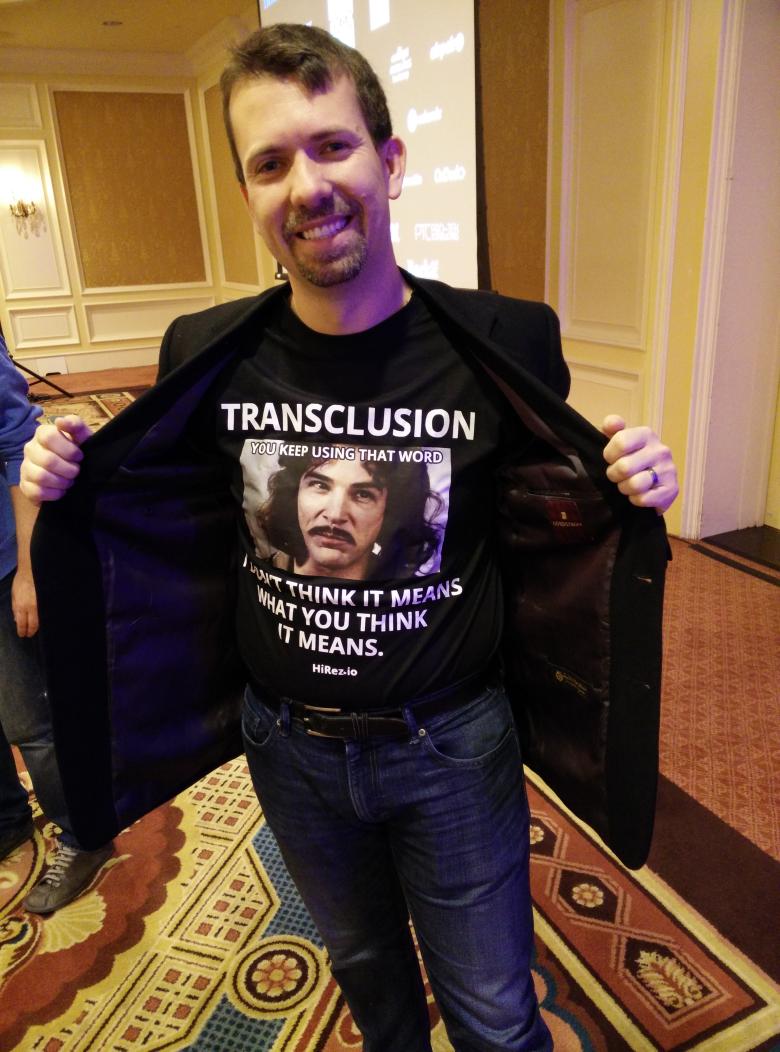 TRANSCLUSION
YOU KEEP USING THAT WORD
THINK IT MEANS
WHAT YOU THINK
IT MEANS.
HiRez.io